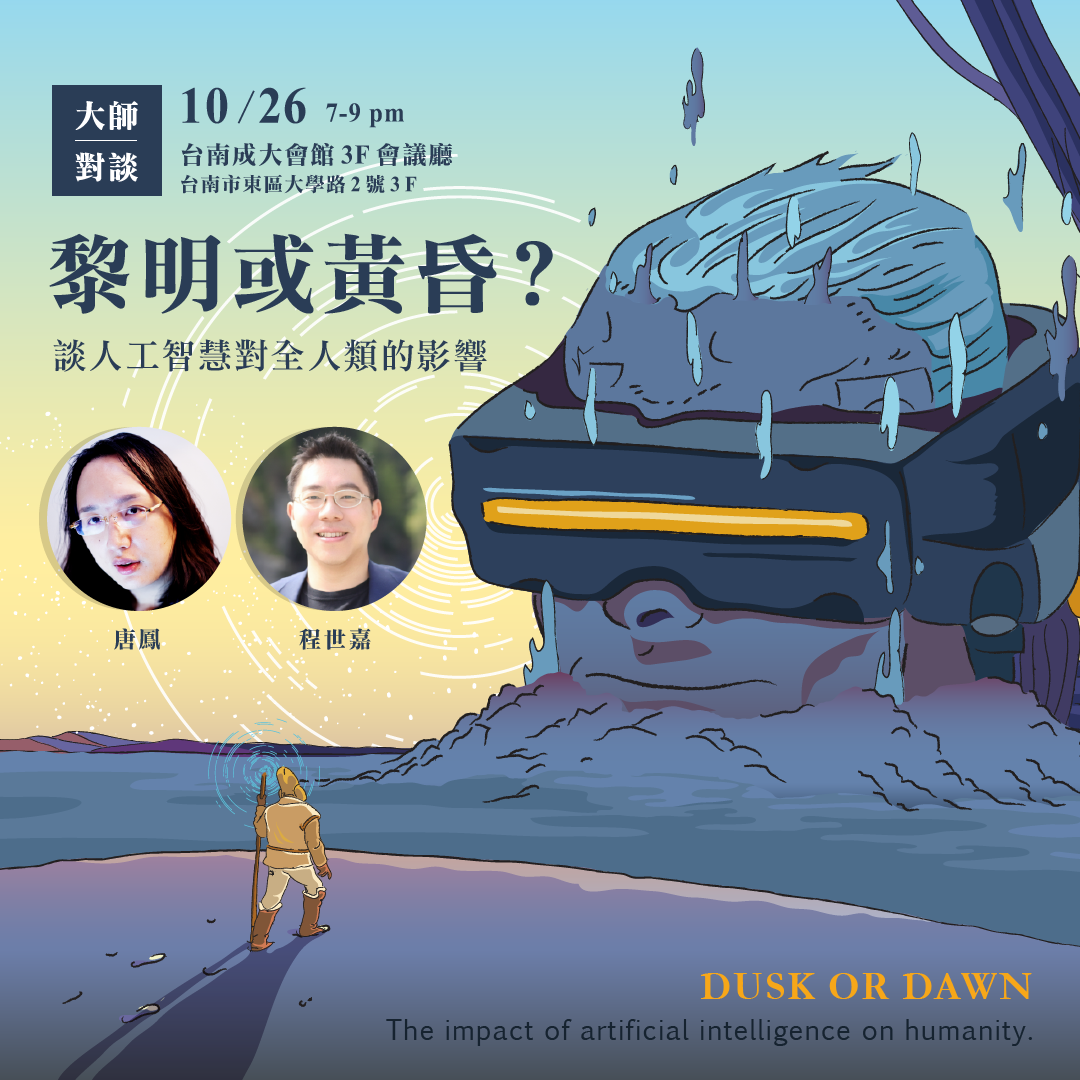 大師
對談
10/26 7-9 pm
台南成大會館 3F 會議廳
台南市東區大學路 2 號 3 F
黎明或黃昏？
談人工智慧對全人類的影響
唐鳳
程世嘉
DUSK OR DAWN
The impact of artificial intelligence on humanity.